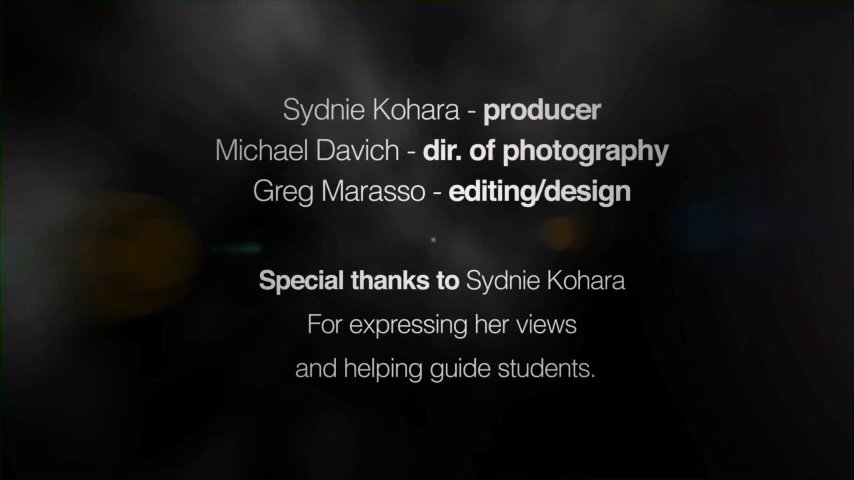 Sydnie Kohara - producer
Michael Davich - dir. of photography
Greg Marasso - editing/design
Special thanks to Sydnie Kohara
For expressing her views
and helping guide students.